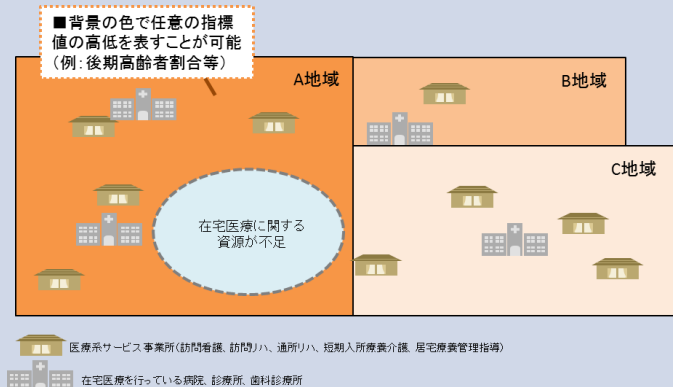 ■背景の色で任意の指標
値の高低を表すことが可能
(例:後期高齢者割合等)
A地域
B地域
C地域
在宅医療に関する
資源が不足
医療系サービス事業所(訪問看護、訪問リハ、通所リハ、短期入所療養介護、居宅療養管理指導)
在宅医療を行っている病院、診療所、歯科診療所